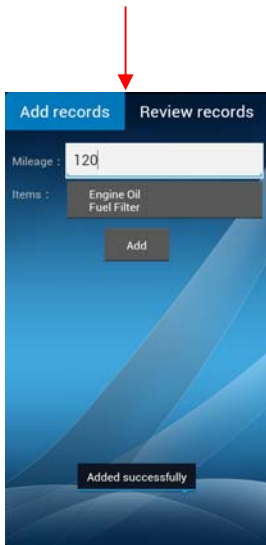 Add records Review records
Mileage : 120
Items : Engine Oil
Fuel Filter
Add
Added successfully